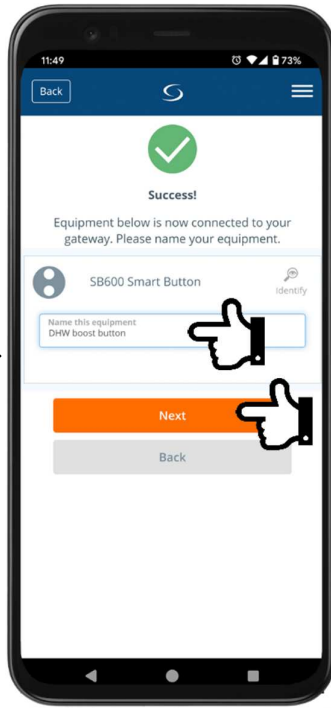 11:49
73%
Back
Success!
Equipment below is now connected to your
gateway. Please name your equipment.
SB600 Smart Button
Identify
Name this equipment
DHW boost button
Next
Back